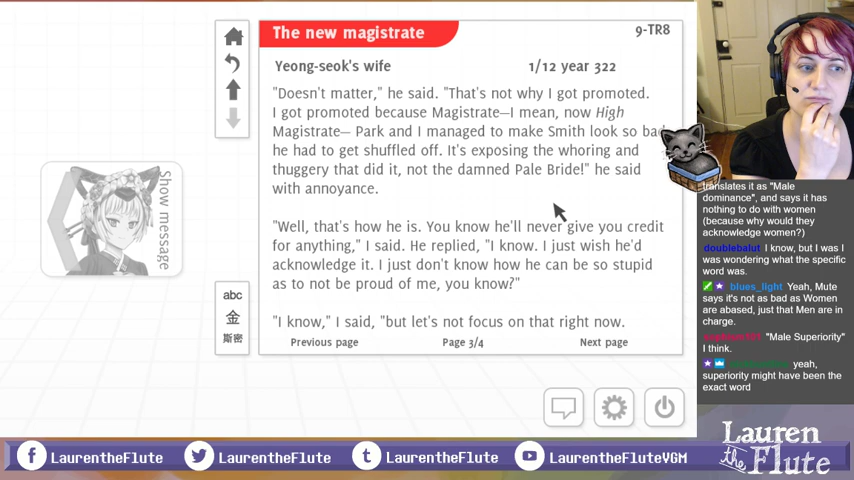 The new magistrate
9-TR8
Yeong-seok's wife
1/12 year 322
"Doesn't matter," he said. "That's not why I got promoted.
I got promoted because Magistrate—I mean, now High
Magistrate— Park and I managed to make Smith look so bad
he had to get shuffled off. It's exposing the whoring and
thuggery that did it, not the damned Pale Bride!" he said
with annoyance.
"Well, that's how he is. You know he'll never give you credit
for anything," I said. He replied, "I know. I just wish he'd
acknowledge it. I just don't know how he can be so stupid
as to not be proud of me, you know?"
"I know," I said, "but let's not focus on that right now.
Previous page
Page 3/4
Next page
Show message
abc
金
斯密
translates it as "Male
dominance", and says it has
nothing to do with women
(because why would they
acknowledge women?)
doublebalut I know, but I was I
was wondering what the specific
word was.
blues_light Yeah, Mute
says it's not as bad as Women
are abased, just that Men are in
charge.
"Male Superiority"
I think.
yeah,
superiority might have been the
exact word
Lauren
the Flute
LaurentheFlute
LaurentheFlute
LaurentheFlute
LaurentheFluteVGM